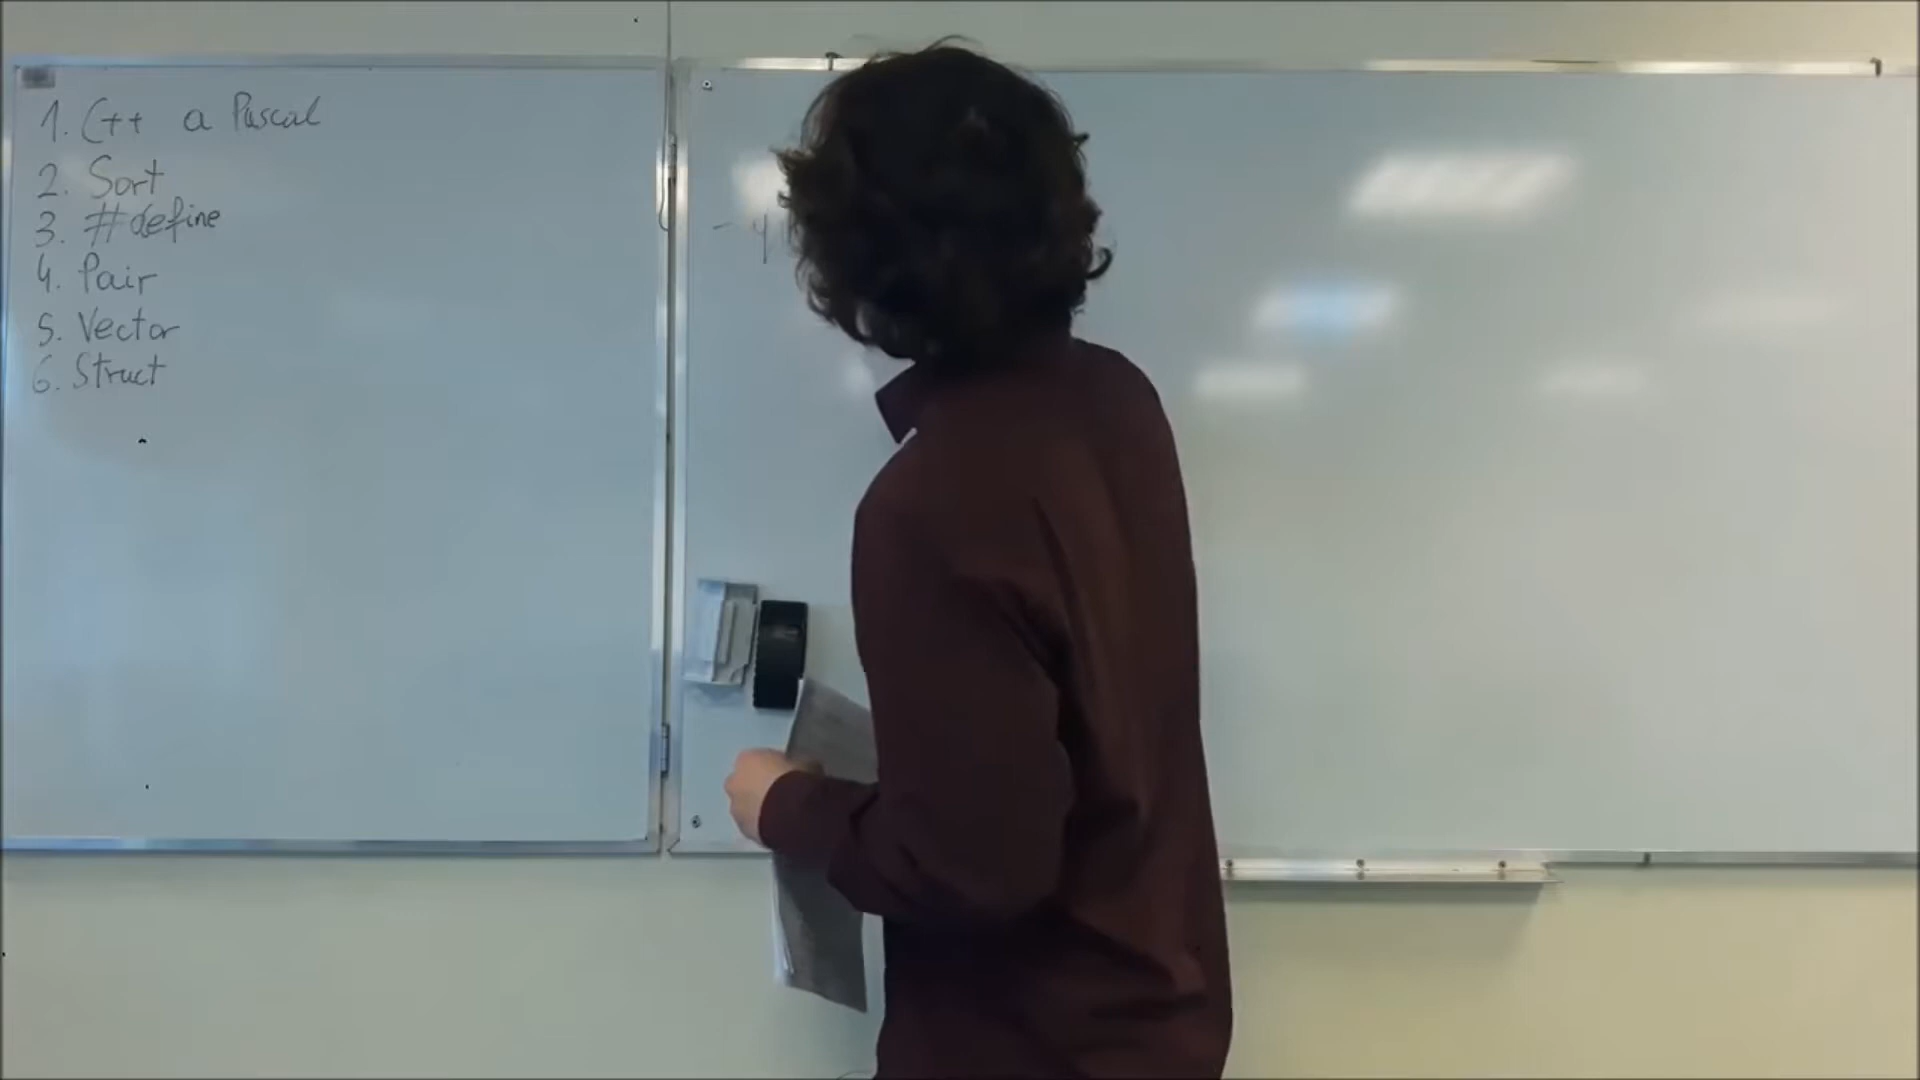 1. C++ a Pascal
2. Sort
3. #define
4. Pair
5. Vector
6. Struct